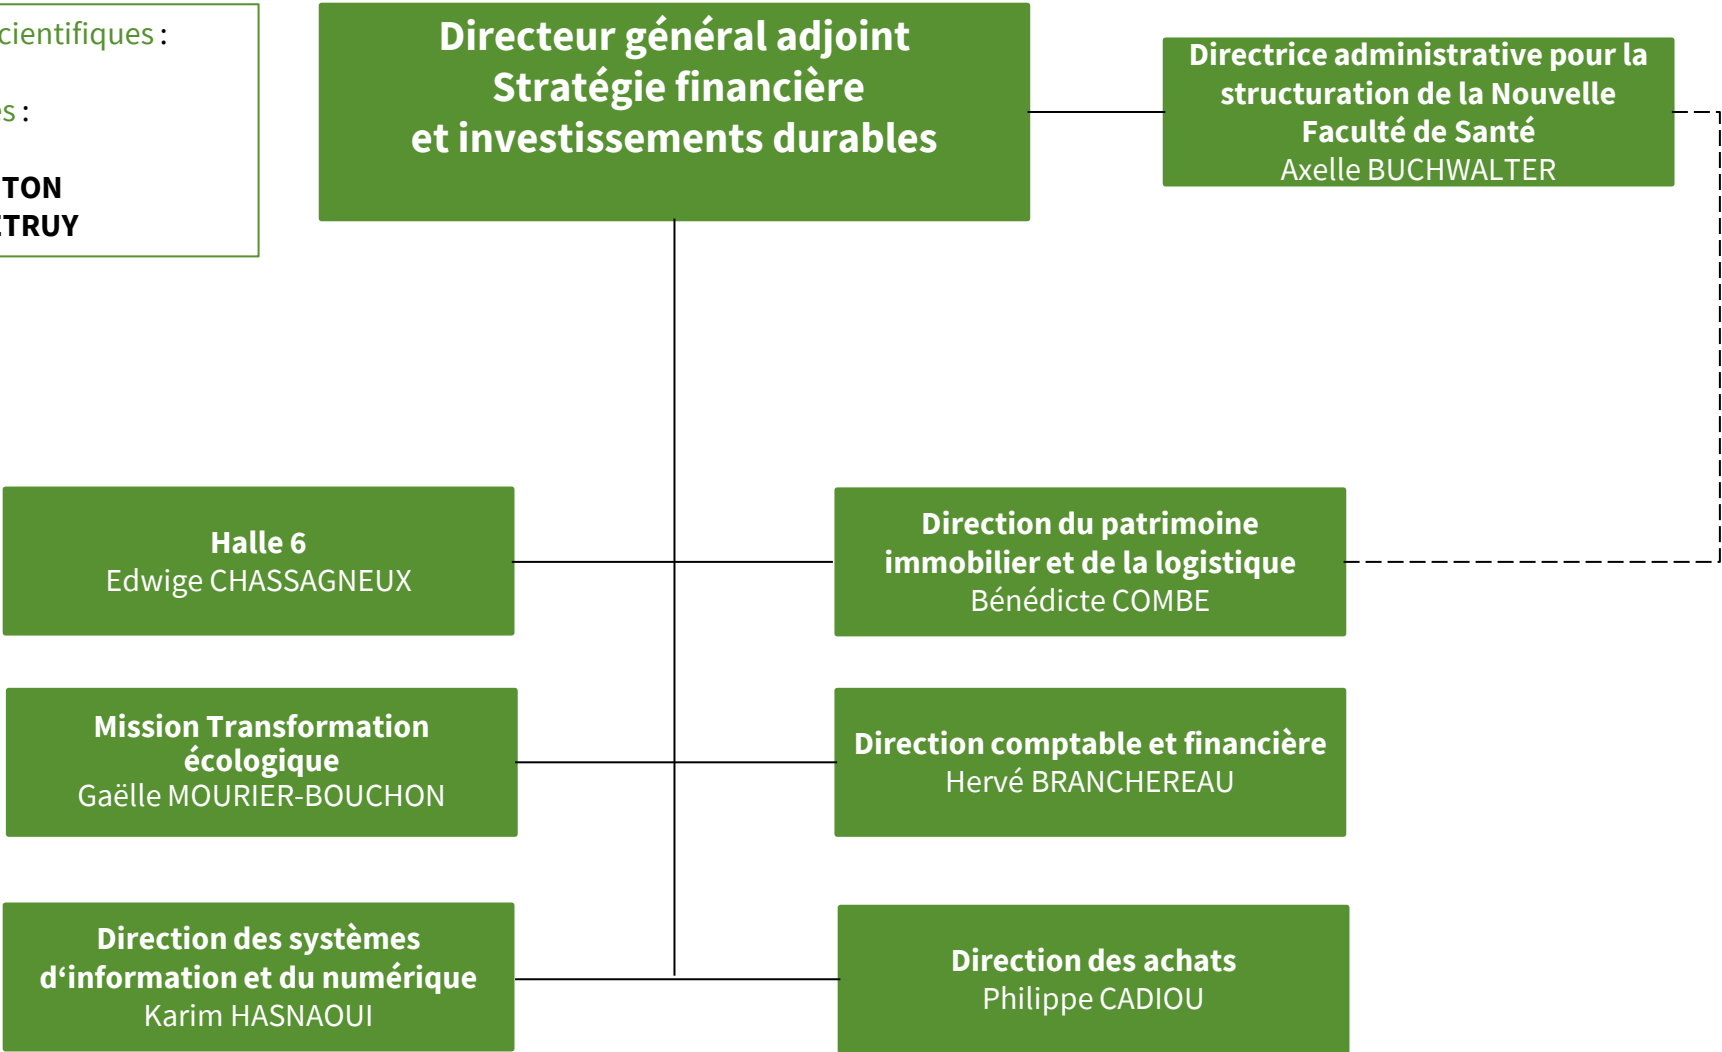 Directeur général adjoint
Stratégie financière
et investissements durables
Directrice administrative pour la
structuration de la Nouvelle
Faculté de Santé
Axelle BUCHWALTER
Halle 6
Edwige CHASSAGNEUX
Direction du patrimoine
immobilier et de la logistique
Bénédicte COMBE
Mission Transformation
écologique
Gaëlle MOURIER-BOUCHON
Direction comptable et financière
Hervé BRANCHEREAU
Direction des systèmes
d‘information et du numérique
Karim HASNAOUI
Direction des achats
Philippe CADIOU